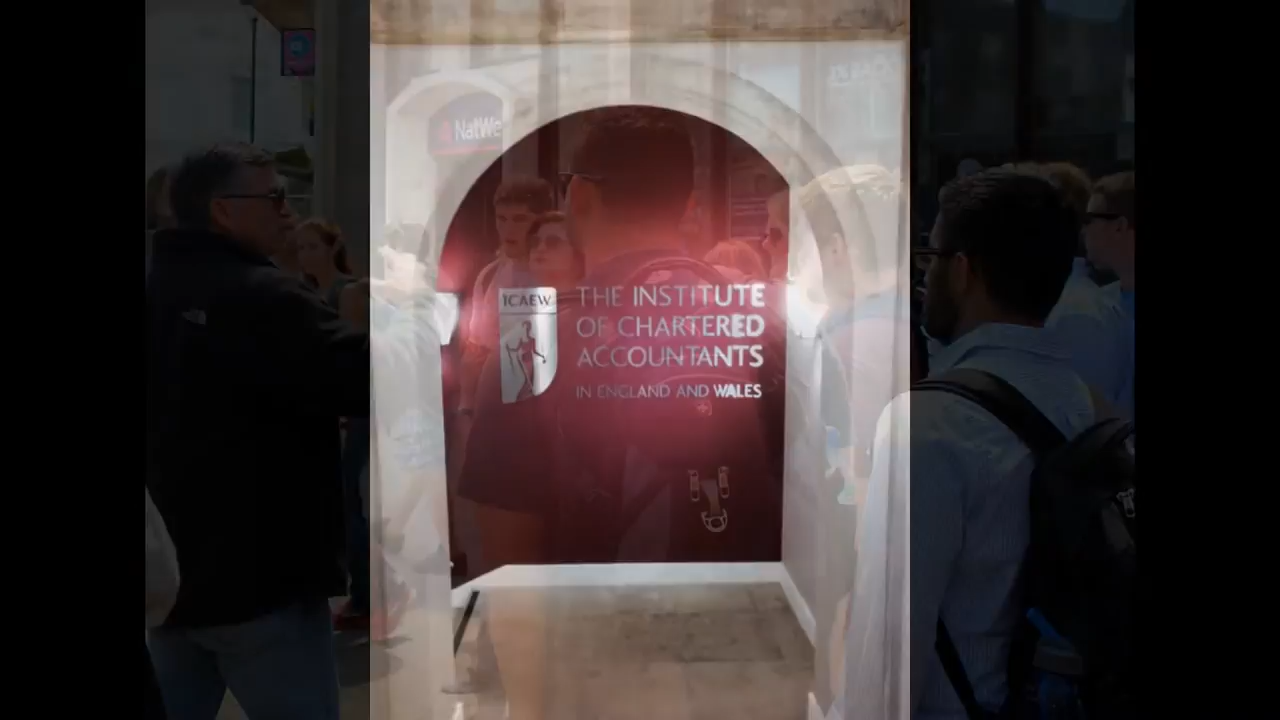 NatWe
ICAEW
THE INSTITUTE
OF CHARTERED
ACCOUNTANTS
IN ENGLAND AND WALES